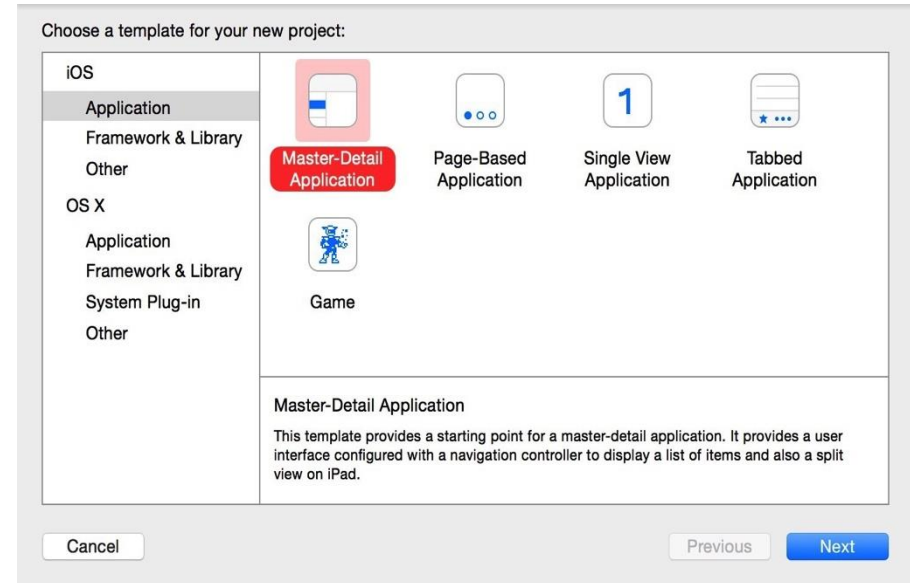 Choose a template for your new project:
iOS
Application
Framework & Library
Other
OS X
Application
Framework & Library
System Plug-in
Other
Master-Detail
Application
Page-Based
Application
1
Single View
Application
Tabbed
Application
Game
Master-Detail Application
This template provides a starting point for a master-detail application. It provides a user
interface configured with a navigation controller to display a list of items and also a split
view on iPad.
Cancel
Previous
Next